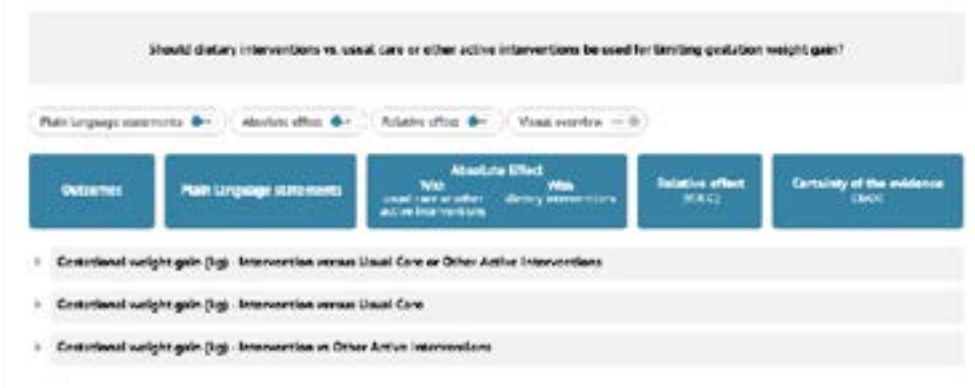 Should dietary interventions vs. usual care or other active interventions be used for limiting gestation weight gain?
Plain language statements
Absolute effect
Relative effect
Visual overview
Outcomes
Plain language statements
Absolute Effect
With
usual care or other
active interventions
With
dietary interventions
Relative effect
Certainty of the evidence
Gestational weight gain (kg) - Intervention versus Usual Care or Other Active Interventions
Gestational weight gain (kg) - Intervention versus Usual Care
Gestational weight gain (kg) - Intervention vs Other Active Interventions